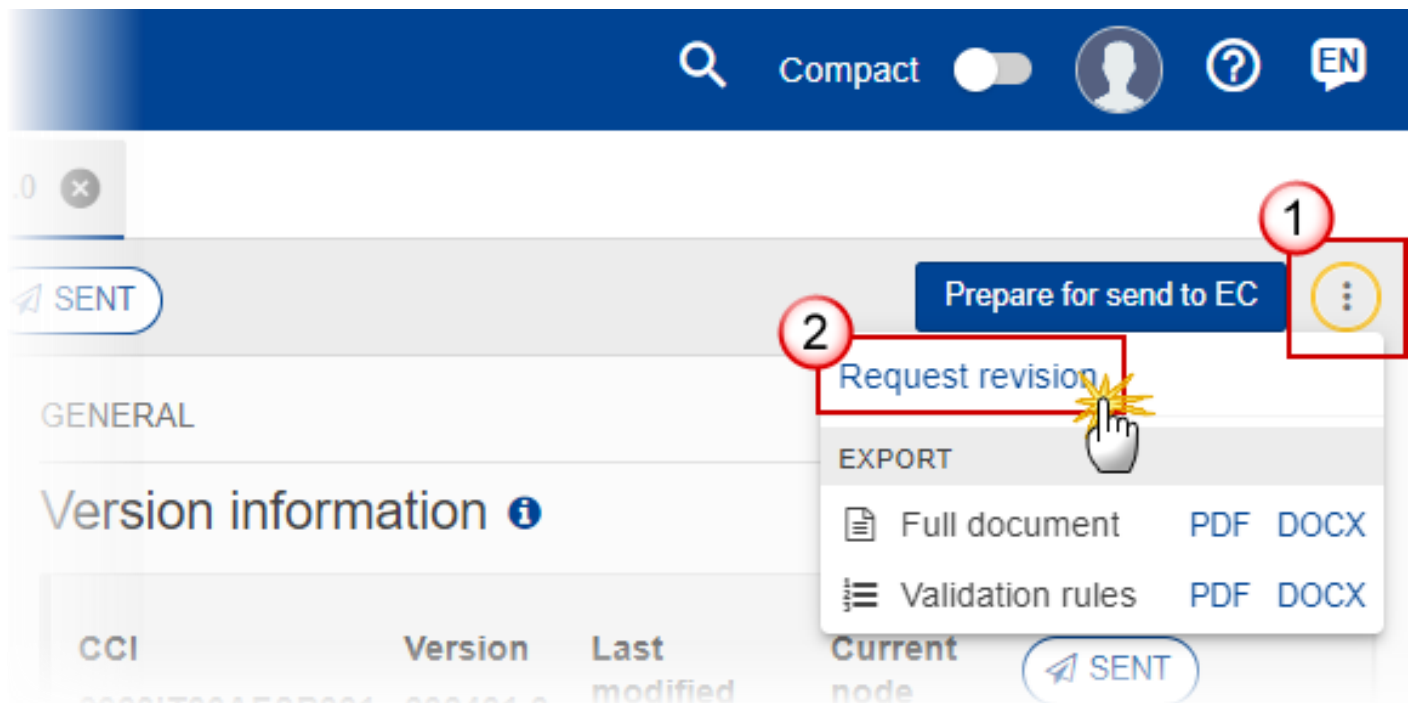 Compact EN
.0
1
SENT Prepare for send to EC
2
Request revision
GENERAL
EXPORT
Version information
Full document PDF DOCX
Validation rules PDF DOCX
CCI Version Last modified Current node SENT